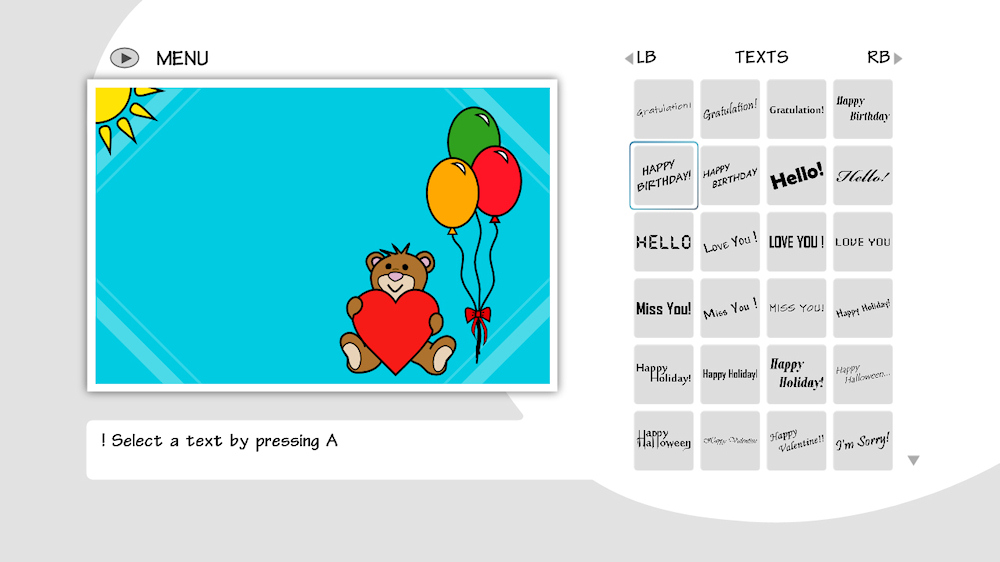 MENU
LB TEXTS RB
Gratulation! Gratulation! Gratulation! Happy Birthday
HAPPY BIRTHDAY! HAPPY BIRTHDAY Hello! Hello!
HELLO Love You ! LOVE YOU ! LOVE YOU
Miss You! Miss You ! MISS YOU! Happy Holiday!
Happy Holiday! Happy Holiday! Happy Holiday! Happy Halloween...
Happy Halloween Happy Valentine Happy Valentine!! I'm Sorry!
! Select a text by pressing A